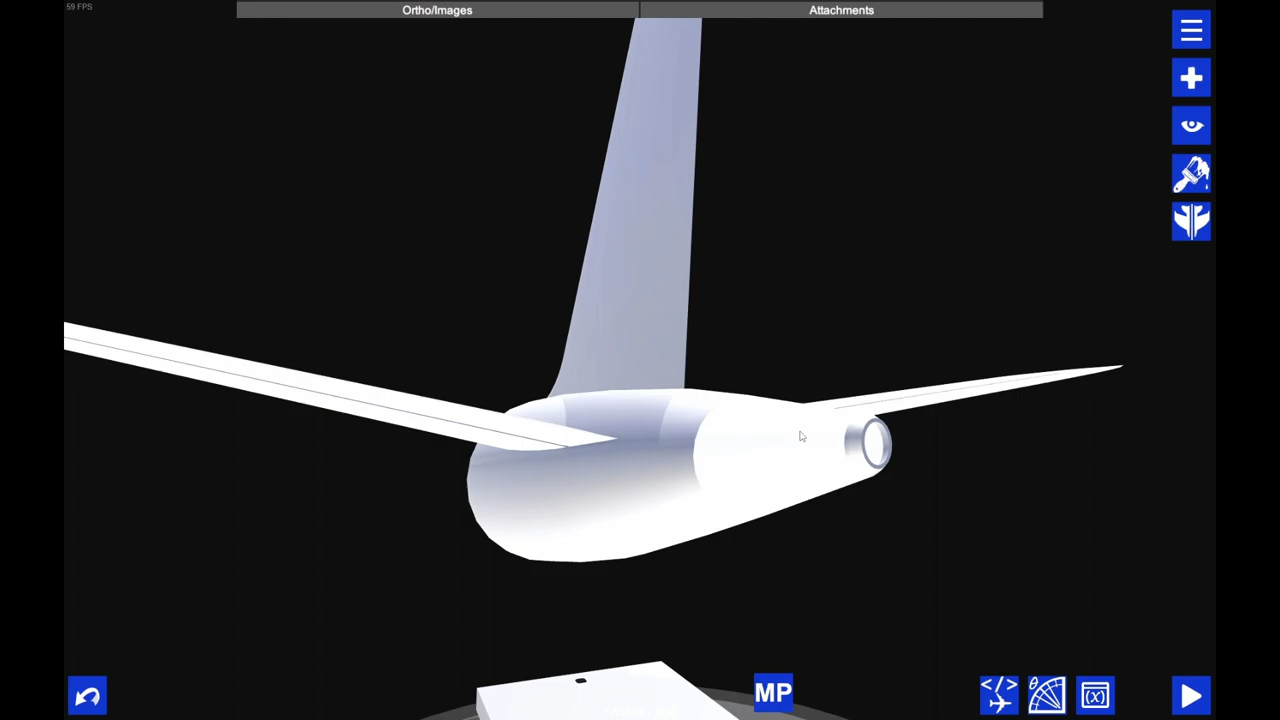 59 FPS
Ortho/Images
Attachments
MP
</>
(x)